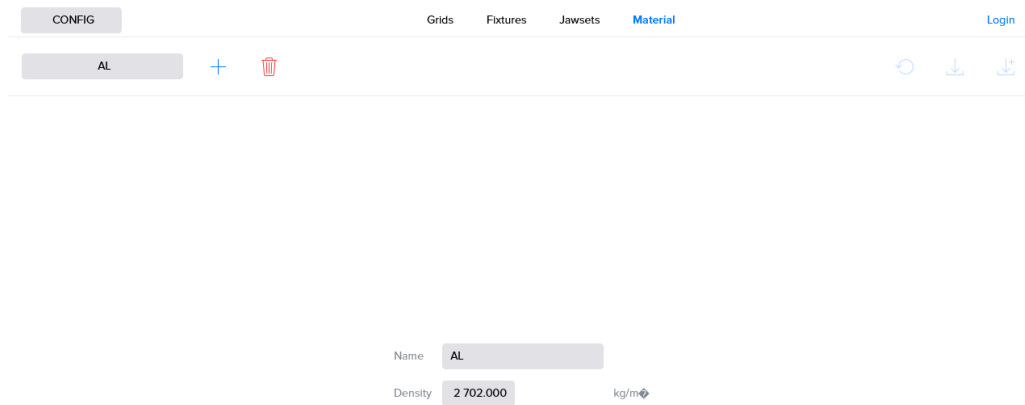 CONFIG Grids Fixtures Jawsets Material Login
AL
Name AL
Density 2 702.000 kg/m�